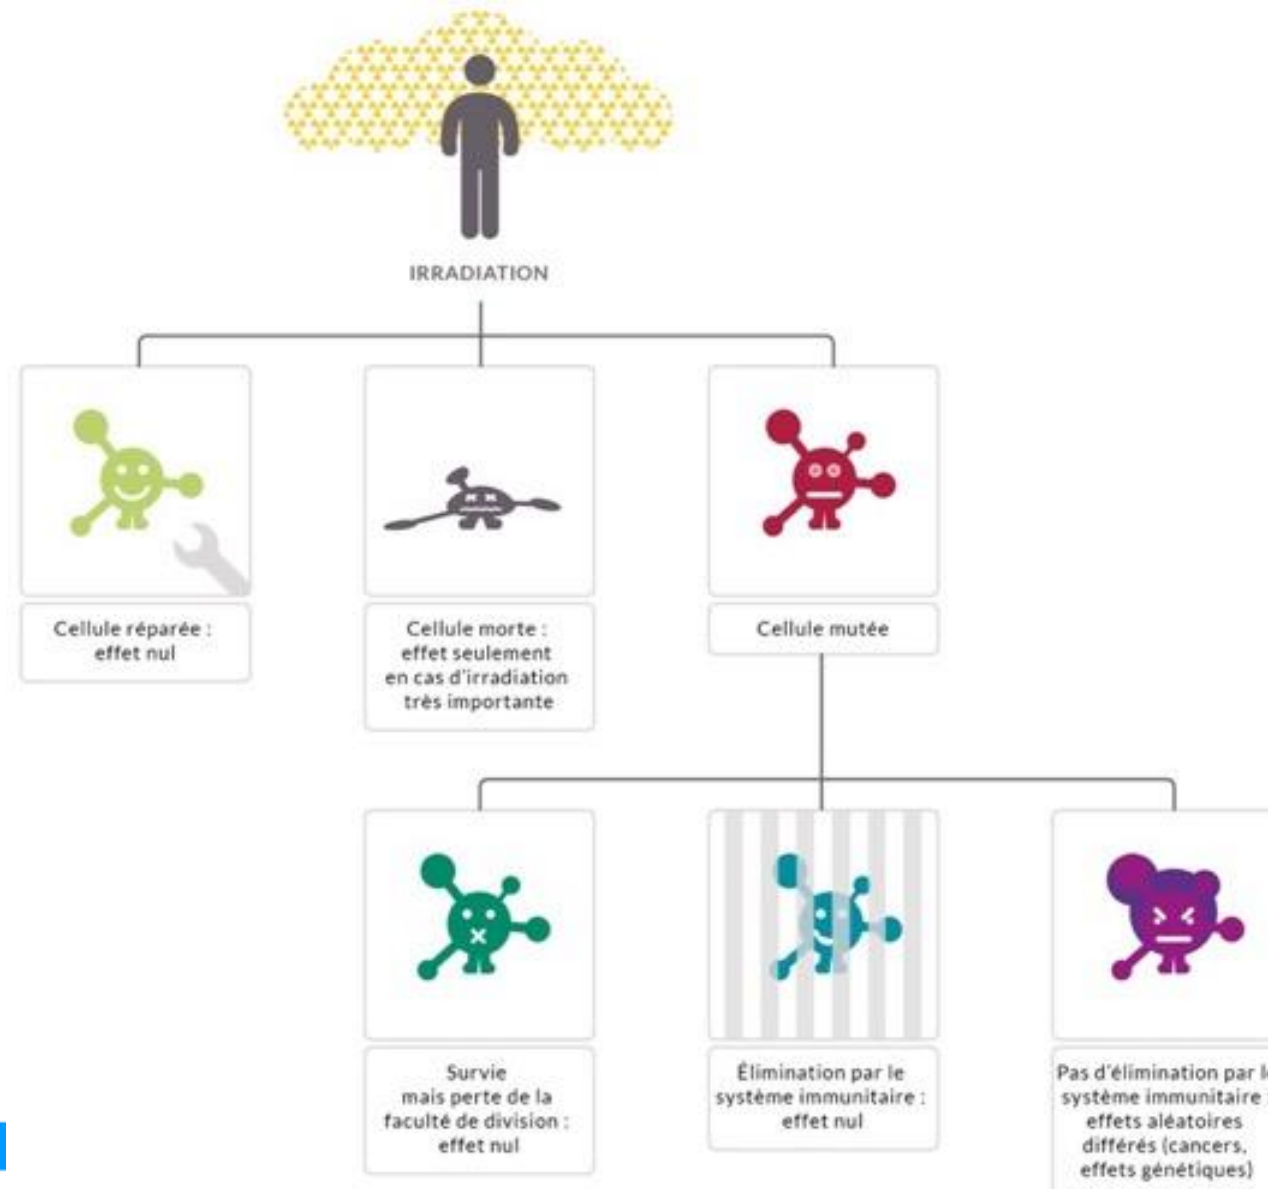 IRRADIATION
Cellule réparée :
effet nul
Cellule morte :
effet seulement
en cas d'irradiation
très importante
Cellule mutée
Survie
mais perte de la
faculté de division :
effet nul
Élimination par le
système immunitaire :
effet nul
Pas d'élimination par l
système immunitaire :
effets aléatoires
différés (cancers,
effets génétiques)